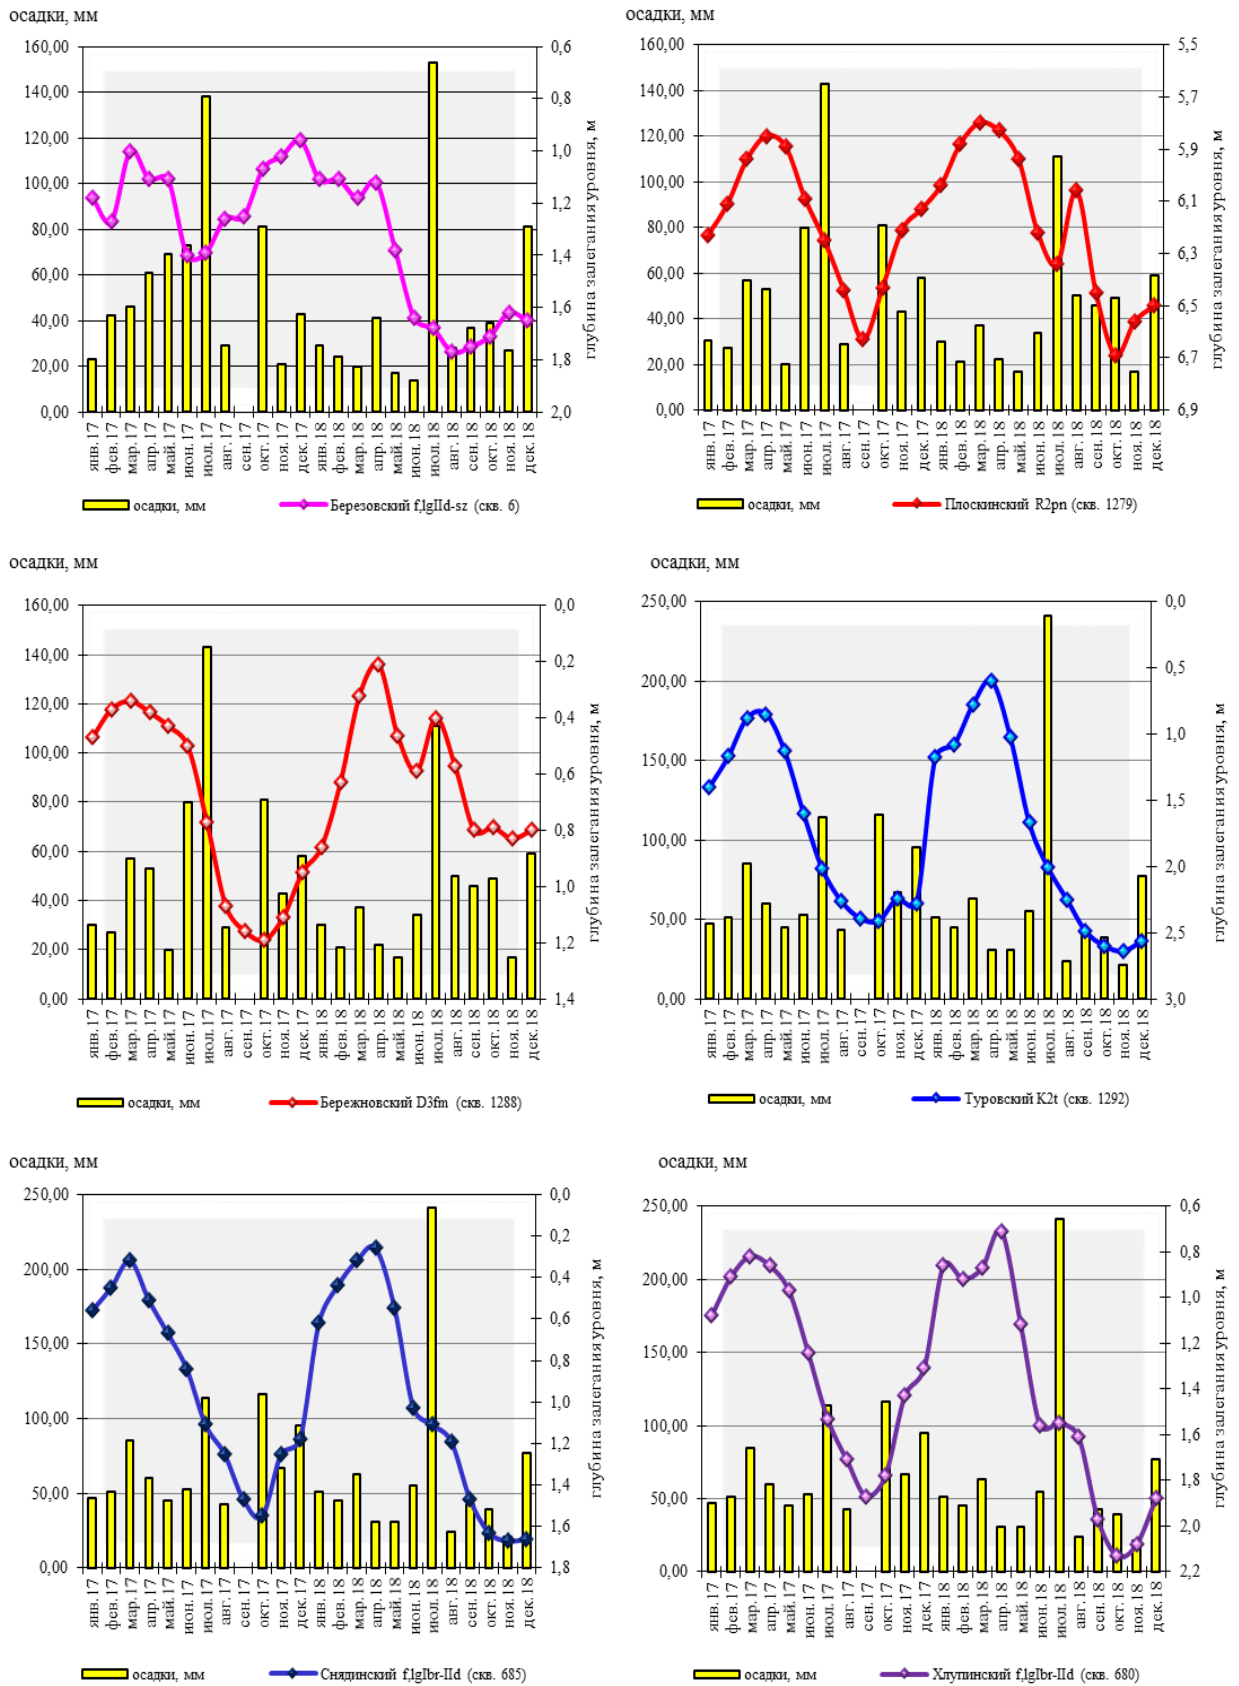 осадки, мм
160,00
140,00
120,00
100,00
80,00
60,00
40,00
20,00
0,00
0,6
0,8
1,0
1,2
1,4
1,6
1,8
2,0
глубина залегания уровня, м
янв.17
фев.17
мар.17
апр.17
май.17
июн.17
июл.17
авг.17
сен.17
окт.17
ноя.17
дек.17
янв.18
фев.18
мар.18
апр.18
май.18
июн.18
июл.18
авг.18
сен.18
окт.18
ноя.18
дек.18
осадки, мм
Березовский f,lgIId-sz (скв. 6)
осадки, мм
160,00
140,00
120,00
100,00
80,00
60,00
40,00
20,00
0,00
5,5
5,7
5,9
6,1
6,3
6,5
6,7
6,9
глубина залегания уровня, м
янв.17
фев.17
мар.17
апр.17
май.17
июн.17
июл.17
авг.17
сен.17
окт.17
ноя.17
дек.17
янв.18
фев.18
мар.18
апр.18
май.18
июн.18
июл.18
авг.18
сен.18
окт.18
ноя.18
дек.18
осадки, мм
Плоскинский R2pn (скв. 1279)
осадки, мм
160,00
140,00
120,00
100,00
80,00
60,00
40,00
20,00
0,00
0,0
0,2
0,4
0,6
0,8
1,0
1,2
1,4
глубина залегания уровня, м
янв.17
фев.17
мар.17
апр.17
май.17
июн.17
июл.17
авг.17
сен.17
окт.17
ноя.17
дек.17
янв.18
фев.18
мар.18
апр.18
май.18
июн.18
июл.18
авг.18
сен.18
окт.18
ноя.18
дек.18
осадки, мм
Бережновский D3fm (скв. 1288)
осадки, мм
250,00
200,00
150,00
100,00
50,00
0,00
0,0
0,5
1,0
1,5
2,0
2,5
3,0
глубина залегания уровня, м
янв.17
фев.17
мар.17
апр.17
май.17
июн.17
июл.17
авг.17
сен.17
окт.17
ноя.17
дек.17
янв.18
фев.18
мар.18
апр.18
май.18
июн.18
июл.18
авг.18
сен.18
окт.18
ноя.18
дек.18
осадки, мм
Туровский K2t (скв. 1292)
осадки, мм
250,00
200,00
150,00
100,00
50,00
0,00
0,0
0,2
0,4
0,6
0,8
1,0
1,2
1,4
1,6
1,8
глубина залегания уровня, м
янв.17
фев.17
мар.17
апр.17
май.17
июн.17
июл.17
авг.17
сен.17
окт.17
ноя.17
дек.17
янв.18
фев.18
мар.18
апр.18
май.18
июн.18
июл.18
авг.18
сен.18
окт.18
ноя.18
дек.18
осадки, мм
Снядинский f,lgIbr-IId (скв. 685)
осадки, мм
250,00
200,00
150,00
100,00
50,00
0,00
0,6
0,8
1,0
1,2
1,4
1,6
1,8
2,0
2,2
глубина залегания уровня, м
янв.17
фев.17
мар.17
апр.17
май.17
июн.17
июл.17
авг.17
сен.17
окт.17
ноя.17
дек.17
янв.18
фев.18
мар.18
апр.18
май.18
июн.18
июл.18
авг.18
сен.18
окт.18
ноя.18
дек.18
осадки, мм
Хлупинский f,lgIbr-IId (скв. 680)